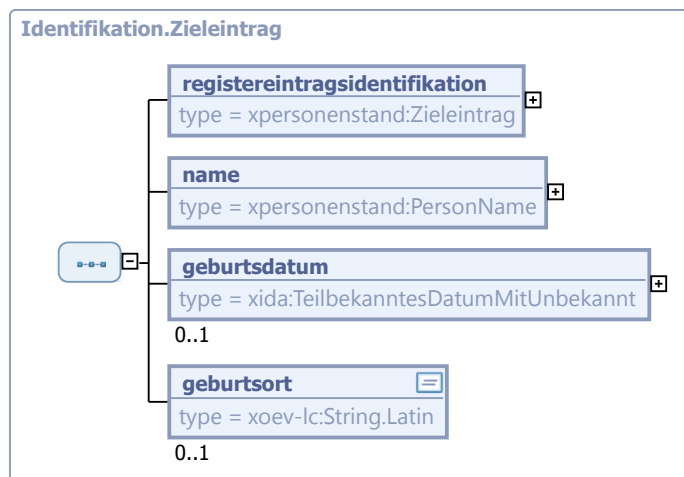 Identifikation.Zieleintrag
registereintragsidentifikation
type = xpersonenstand:Zieleintrag
name
type = xpersonenstand:PersonName
geburtsdatum
type = xida:TeilbekanntesDatumMitUnbekannt
0..1
geburtsort
type = xoev-lc:String.Latin
0..1